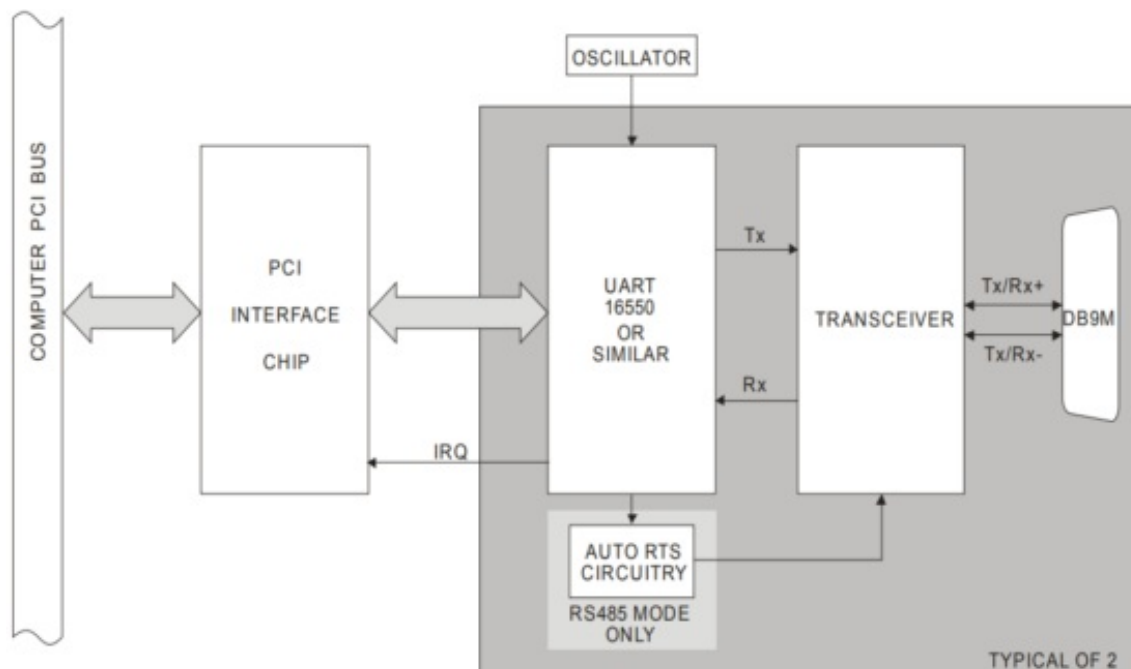 OSCILLATOR
COMPUTER PCI BUS
PCI
INTERFACE
CHIP
UART
16550
OR
SIMILAR
Tx
Rx
TRANSCEIVER
Tx/Rx+
Tx/Rx-
DB9M
IRQ
AUTO RTS
CIRCUITRY
RS485 MODE
ONLY
TYPICAL OF 2